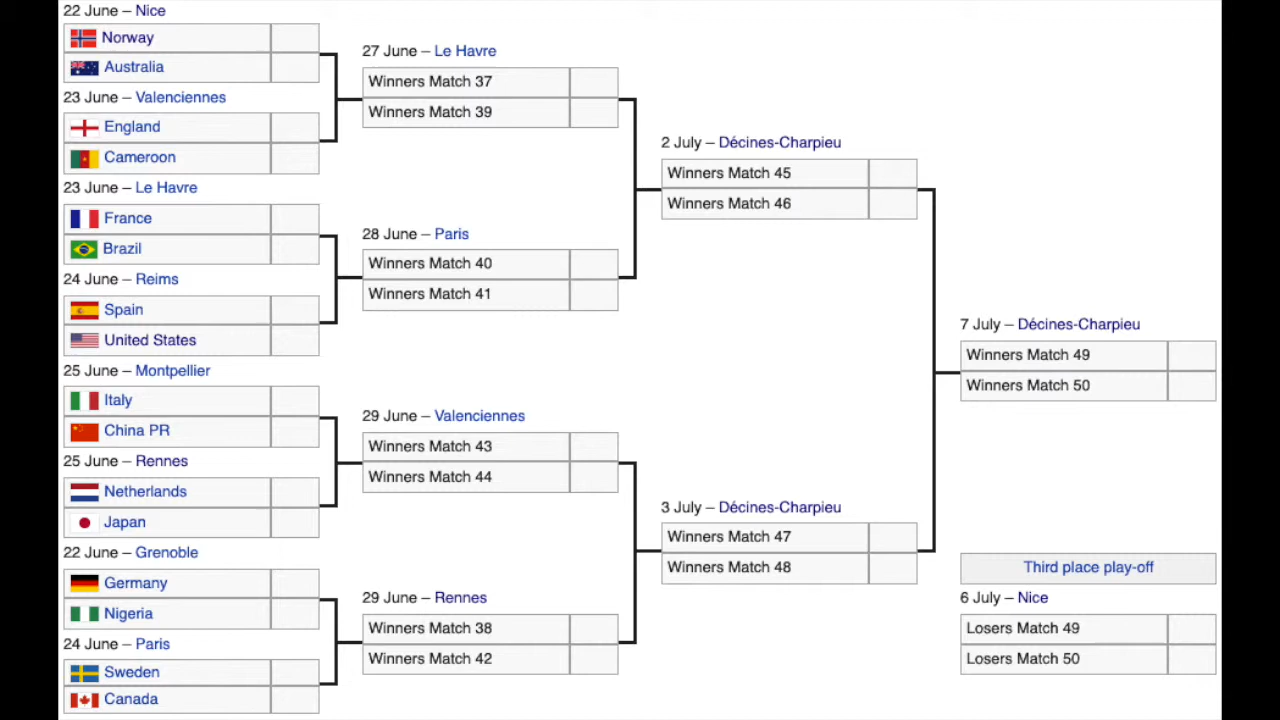 22 June – Nice
Norway
Australia
23 June – Valenciennes
England
Cameroon
23 June – Le Havre
France
Brazil
24 June – Reims
Spain
United States
25 June – Montpellier
Italy
China PR
25 June – Rennes
Netherlands
Japan
22 June – Grenoble
Germany
Nigeria
24 June – Paris
Sweden
Canada
27 June – Le Havre
Winners Match 37
Winners Match 39
28 June – Paris
Winners Match 40
Winners Match 41
29 June – Valenciennes
Winners Match 43
Winners Match 44
29 June – Rennes
Winners Match 38
Winners Match 42
2 July – Décines-Charpieu
Winners Match 45
Winners Match 46
3 July – Décines-Charpieu
Winners Match 47
Winners Match 48
7 July – Décines-Charpieu
Winners Match 49
Winners Match 50
Third place play-off
6 July – Nice
Losers Match 49
Losers Match 50